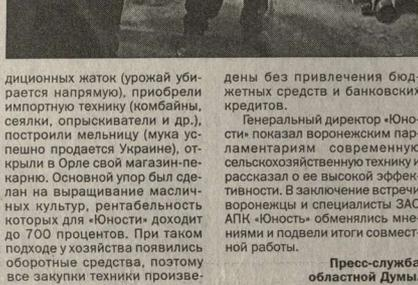 диционных жаток (урожай уби-
рается напрямую), приобрели
импортную технику (комбайны,
сеялки, опрыскиватели и др.),
построили мельницу (мука ус-
пешно продается Украине), от-
крыли в Орле свой магазин-пе-
карню. Основной упор был сде-
лан на выращивание маслич-
ных культур, рентабельность
которых для «Юности» доходит
до 700 процентов. При таком
подходе у хозяйства появились
оборотные средства, поэтому
все закупки техники произве-
дены без привлечения бюд-
жетных средств и банковских
кредитов.
Генеральный директор «Юно-
сти» показал воронежским пар-
ламентариям современную
сельскохозяйственную технику и
рассказал о ее высокой эффек-
тивности. В заключение встречи
воронежцы и специалисты ЗАО
АПК «Юность» обменялись мне-
ниями и подвели итоги совмест-
ной работы.
Пресс-служба
областной Думы.